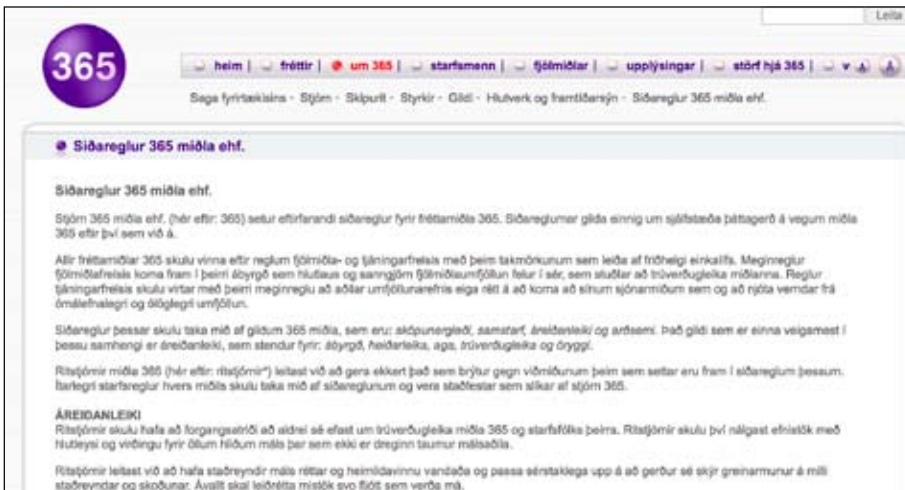 Leita
365
heim | fréttir | um 365 | starfsmenn | fjölmiðlar | upplýsingar | störf hjá 365 | v A A
Saga fyrirtækisins - Stjórn - Skipurit - Styrkir - Gildi - Hlutverk og framtíðarsýn - Siðareglur 365 miðla ehf.
Siðareglur 365 miðla ehf.
Siðareglur 365 miðla ehf.
Stjórn 365 miðla ehf. (hér eftir: 365) setur eftirfarandi siðareglur fyrir fréttamiðla 365. Siðareglurnar gilda einnig um sjálfstæða þáttagerð á vegum miðla
365 eftir því sem við á.
Allir fréttamiðlar 365 skulu vinna eftir reglum fjölmiðla- og tjáningarfrelsis með þeim takmörkunum sem leiða af friðhelgi einkalífs. Meginreglur
fjölmiðlafrelsis koma fram í þeirri ábyrgð sem hlutlaus og sanngjörn fjölmiðlaumfjöllun felur í sér, sem stuðlar að trúverðugleika miðlanna. Reglur
tjáningarfrelsis skulu virtar með þeirri meginreglu að aðilar umfjöllunarefnis eiga rétt á að koma að sínum sjónarmiðum sem og að njóta verndar frá
ómálefnalegri og ólöglegri umfjöllun.
Siðareglur þessar skulu taka mið af gildum 365 miðla, sem eru: sköpunargleði, samstarf, áreiðanleiki og arðsemi. Það gildi sem er einna veigamest í
þessu samhengi er áreiðanleiki, sem stendur fyrir: ábyrgð, heiðarleika, aga, trúverðugleika og öryggi.
Ritstjórnir miðla 365 (hér eftir: ritstjórnir*) leitast við að gera ekkert það sem brýtur gegn viðmiðunum þeim sem settar eru fram í siðareglum þessum.
Ítarlegri starfsreglur hvers miðils skulu taka mið af siðareglunum og vera staðfestar sem slíkar af stjórn 365.
ÁREIÐANLEIKI
Ritstjórnir skulu hafa að forgangsatriði að aldrei sé efast um trúverðugleika miðla 365 og starfsfólks þeirra. Ritstjórnir skulu því nálgast efnistök með
hlutleysi og virðingu fyrir öllum hliðum máls þar sem ekki er dreginn taumur málsaðila.
Ritstjórnir leitast við að hafa staðreyndir máls réttar og heimildavinnu vandaða og passa sérstaklega upp á að gerður sé skýr greinarmunur á milli
staðreyndar og skoðunar. Ávallt skal leiðrétta mistök svo fljótt sem verða má.